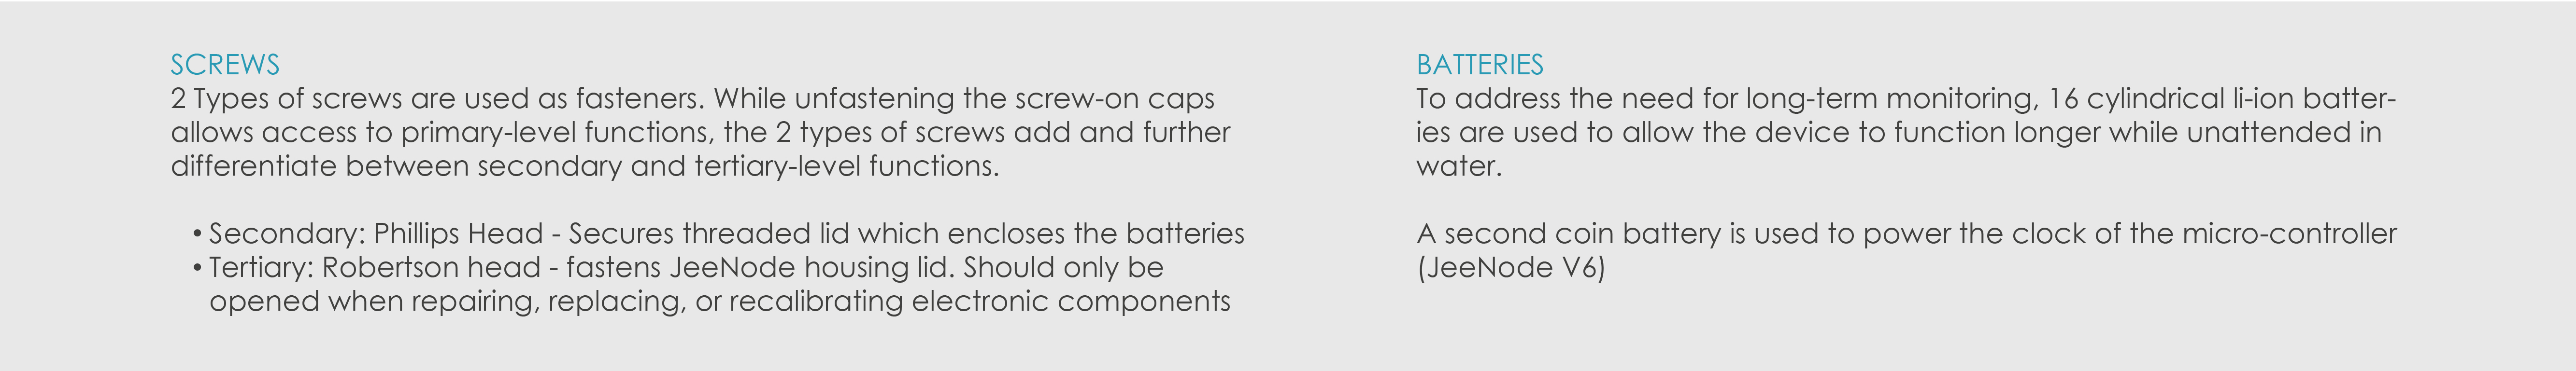 SCREWS
2 Types of screws are used as fasteners. While unfastening the screw-on caps
allows access to primary-level functions, the 2 types of screws add and further
differentiate between secondary and tertiary-level functions.
• Secondary: Phillips Head - Secures threaded lid which encloses the batteries
• Tertiary: Robertson head - fastens JeeNode housing lid. Should only be
opened when repairing, replacing, or recalibrating electronic components
BATTERIES
To address the need for long-term monitoring, 16 cylindrical li-ion batter-
ies are used to allow the device to function longer while unattended in
water.
A second coin battery is used to power the clock of the micro-controller
(JeeNode V6)